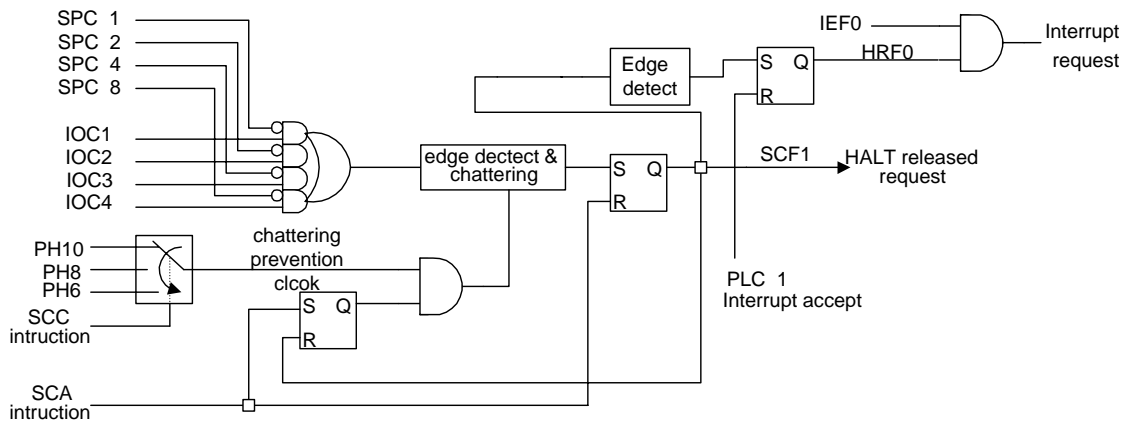 SPC 1
SPC 2
SPC 4
SPC 8
IOC1
IOC2
IOC3
IOC4
edge dectect &
chattering
S Q
R
Edge
detect
S Q
R
IEF0
HRF0
Interrupt
request
SCF1
HALT released
request
PLC 1
Interrupt accept
PH10
PH8
PH6
SCC
intruction
chattering
prevention
clcok
S Q
R
SCA
intruction